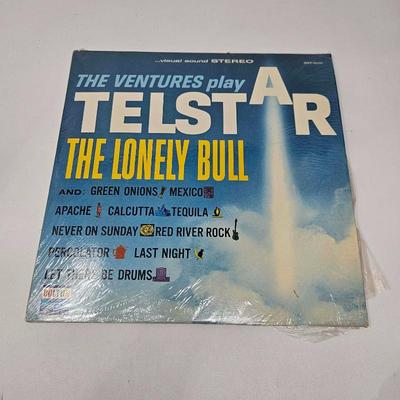 ...visual sound STEREO
THE VENTURES play
TELSTAR
THE LONELY BULL
AND: GREEN ONIONS MEXICO
APACHE CALCUTTA TEQUILA
NEVER ON SUNDAY RED RIVER ROCK
PERCOLATOR LAST NIGHT
LET THERE BE DRUMS
DOLTON